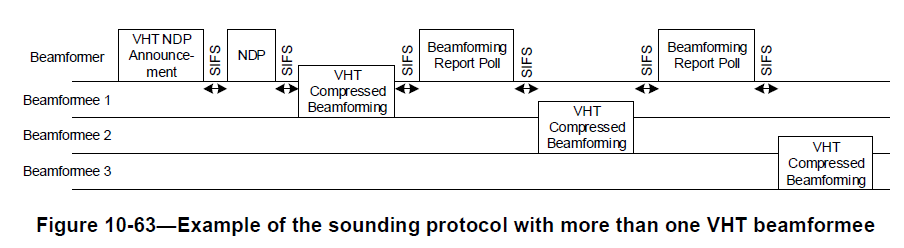 Beamformer
VHT NDP
Announce-
ment
SIFS
NDP
SIFS
SIFS
Beamforming
Report Poll
SIFS
SIFS
Beamforming
Report Poll
SIFS
Beamformee 1
VHT
Compressed
Beamforming
Beamformee 2
VHT
Compressed
Beamforming
Beamformee 3
VHT
Compressed
Beamforming
Figure 10-63—Example of the sounding protocol with more than one VHT beamformee